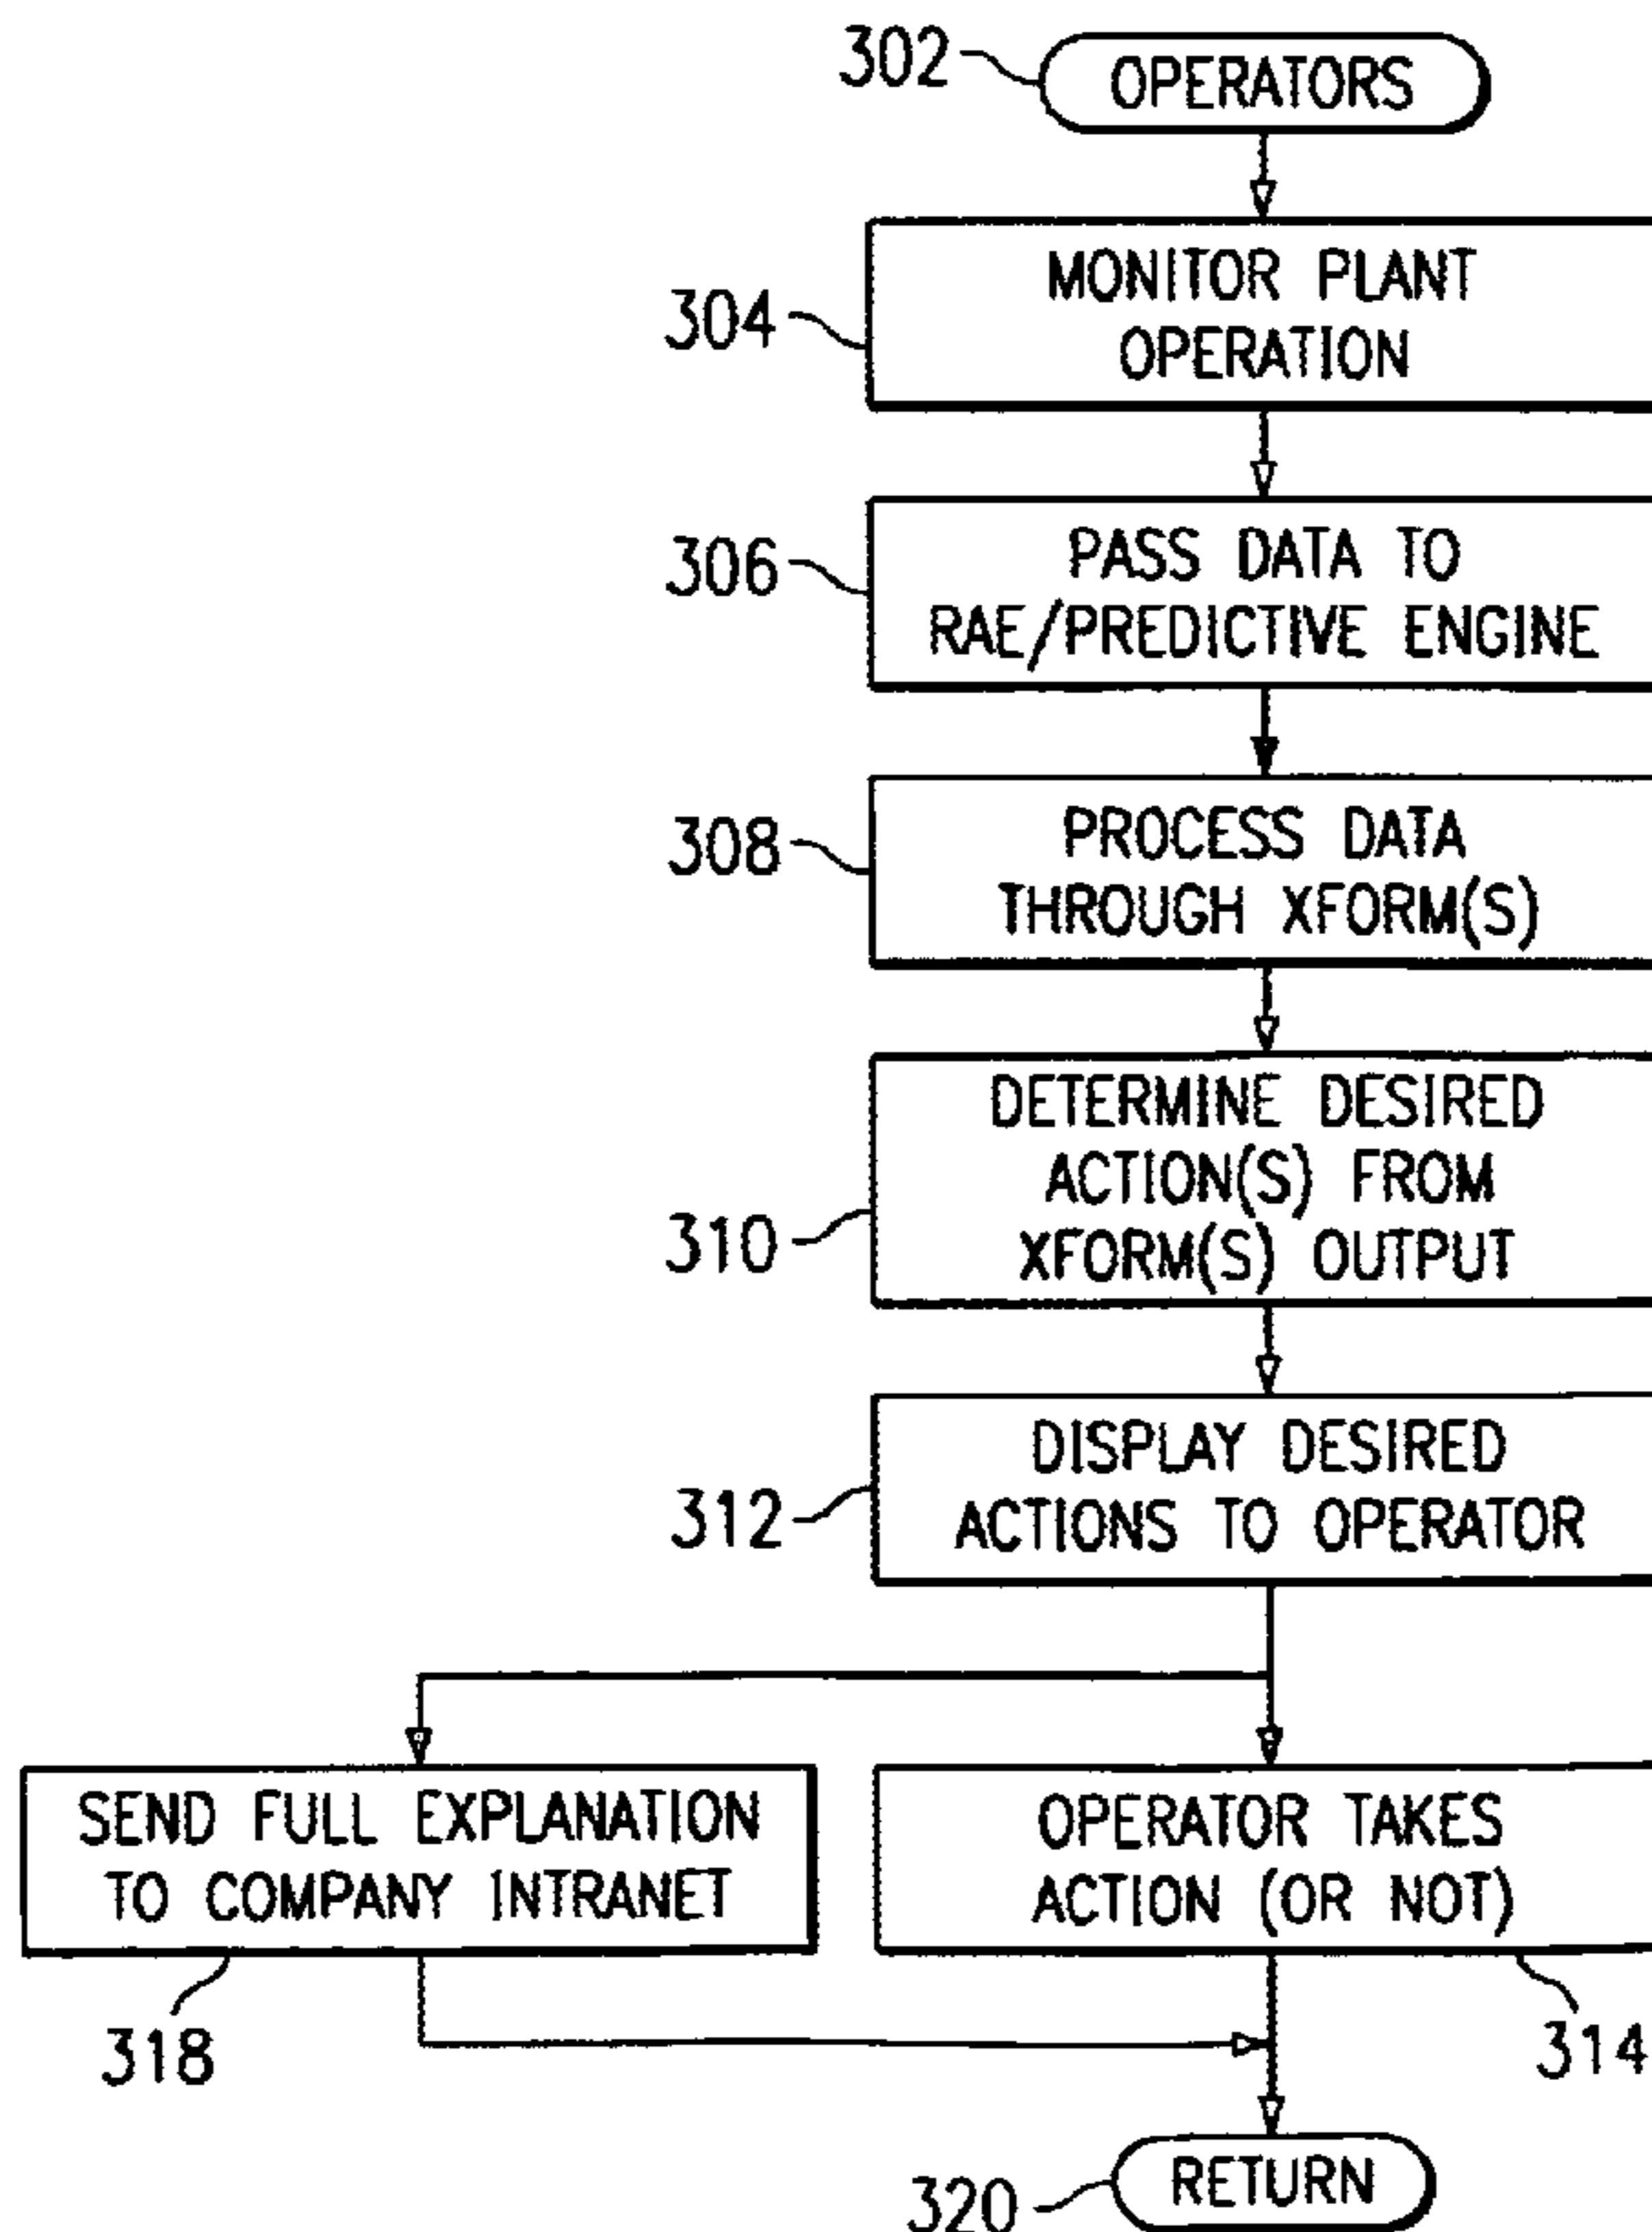 302
OPERATORS
304
MONITOR PLANT
OPERATION
306
PASS DATA TO
RAE/PREDICTIVE ENGINE
308
PROCESS DATA
THROUGH XFORM(S)
310
DETERMINE DESIRED
ACTION(S) FROM
XFORM(S) OUTPUT
312
DISPLAY DESIRED
ACTIONS TO OPERATOR
SEND FULL EXPLANATION
TO COMPANY INTRANET
318
OPERATOR TAKES
ACTION (OR NOT)
314
320
RETURN